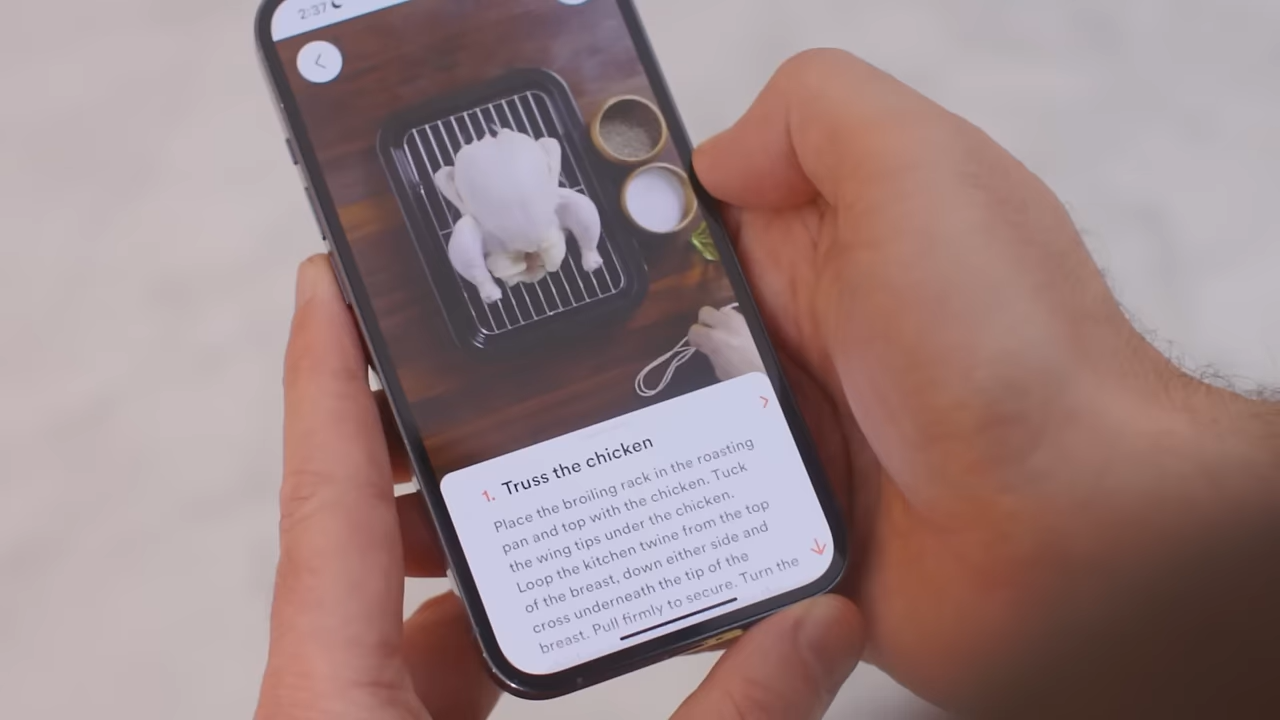 2:37
1. Truss the chicken
Place the broiling rack in the roasting
pan and top with the chicken. Tuck
the wing tips under the chicken.
Loop the kitchen twine from the top
of the breast, down either side and
cross underneath the tip of the
breast. Pull firmly to secure. Turn the